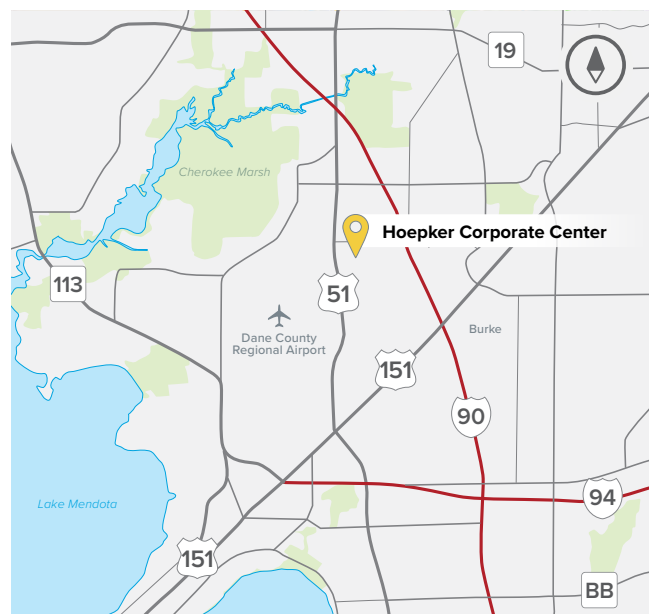 19
Cherokee Marsh
Hoepker Corporate Center
113
51
Dane County
Regional Airport
Burke
151
90
Lake Mendota
94
151
BB